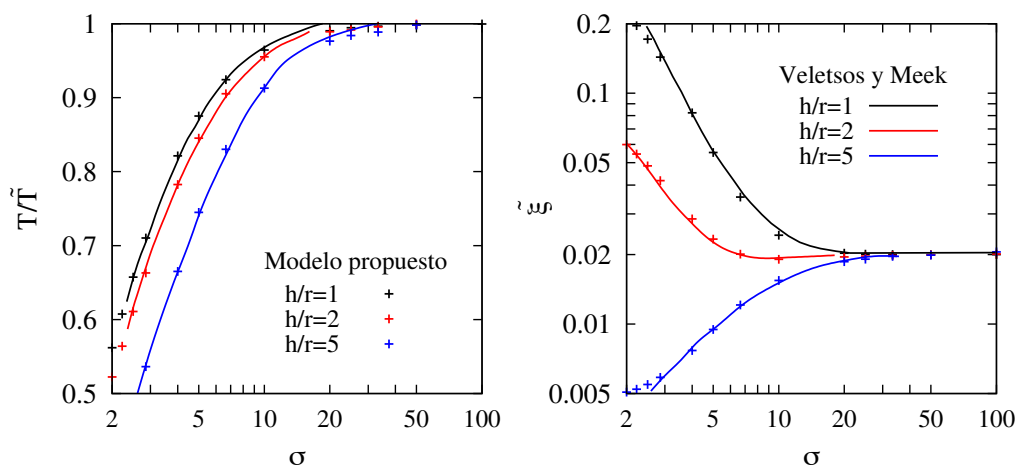 T/T̃
1
0.9
0.8
0.7
0.6
0.5
Modelo propuesto
h/r=1
h/r=2
h/r=5
2 5 10 20 50 100
σ
ξ̃
0.2
0.1
0.05
0.02
0.01
0.005
Veletsos y Meek
h/r=1
h/r=2
h/r=5
2 5 10 20 50 100
σ